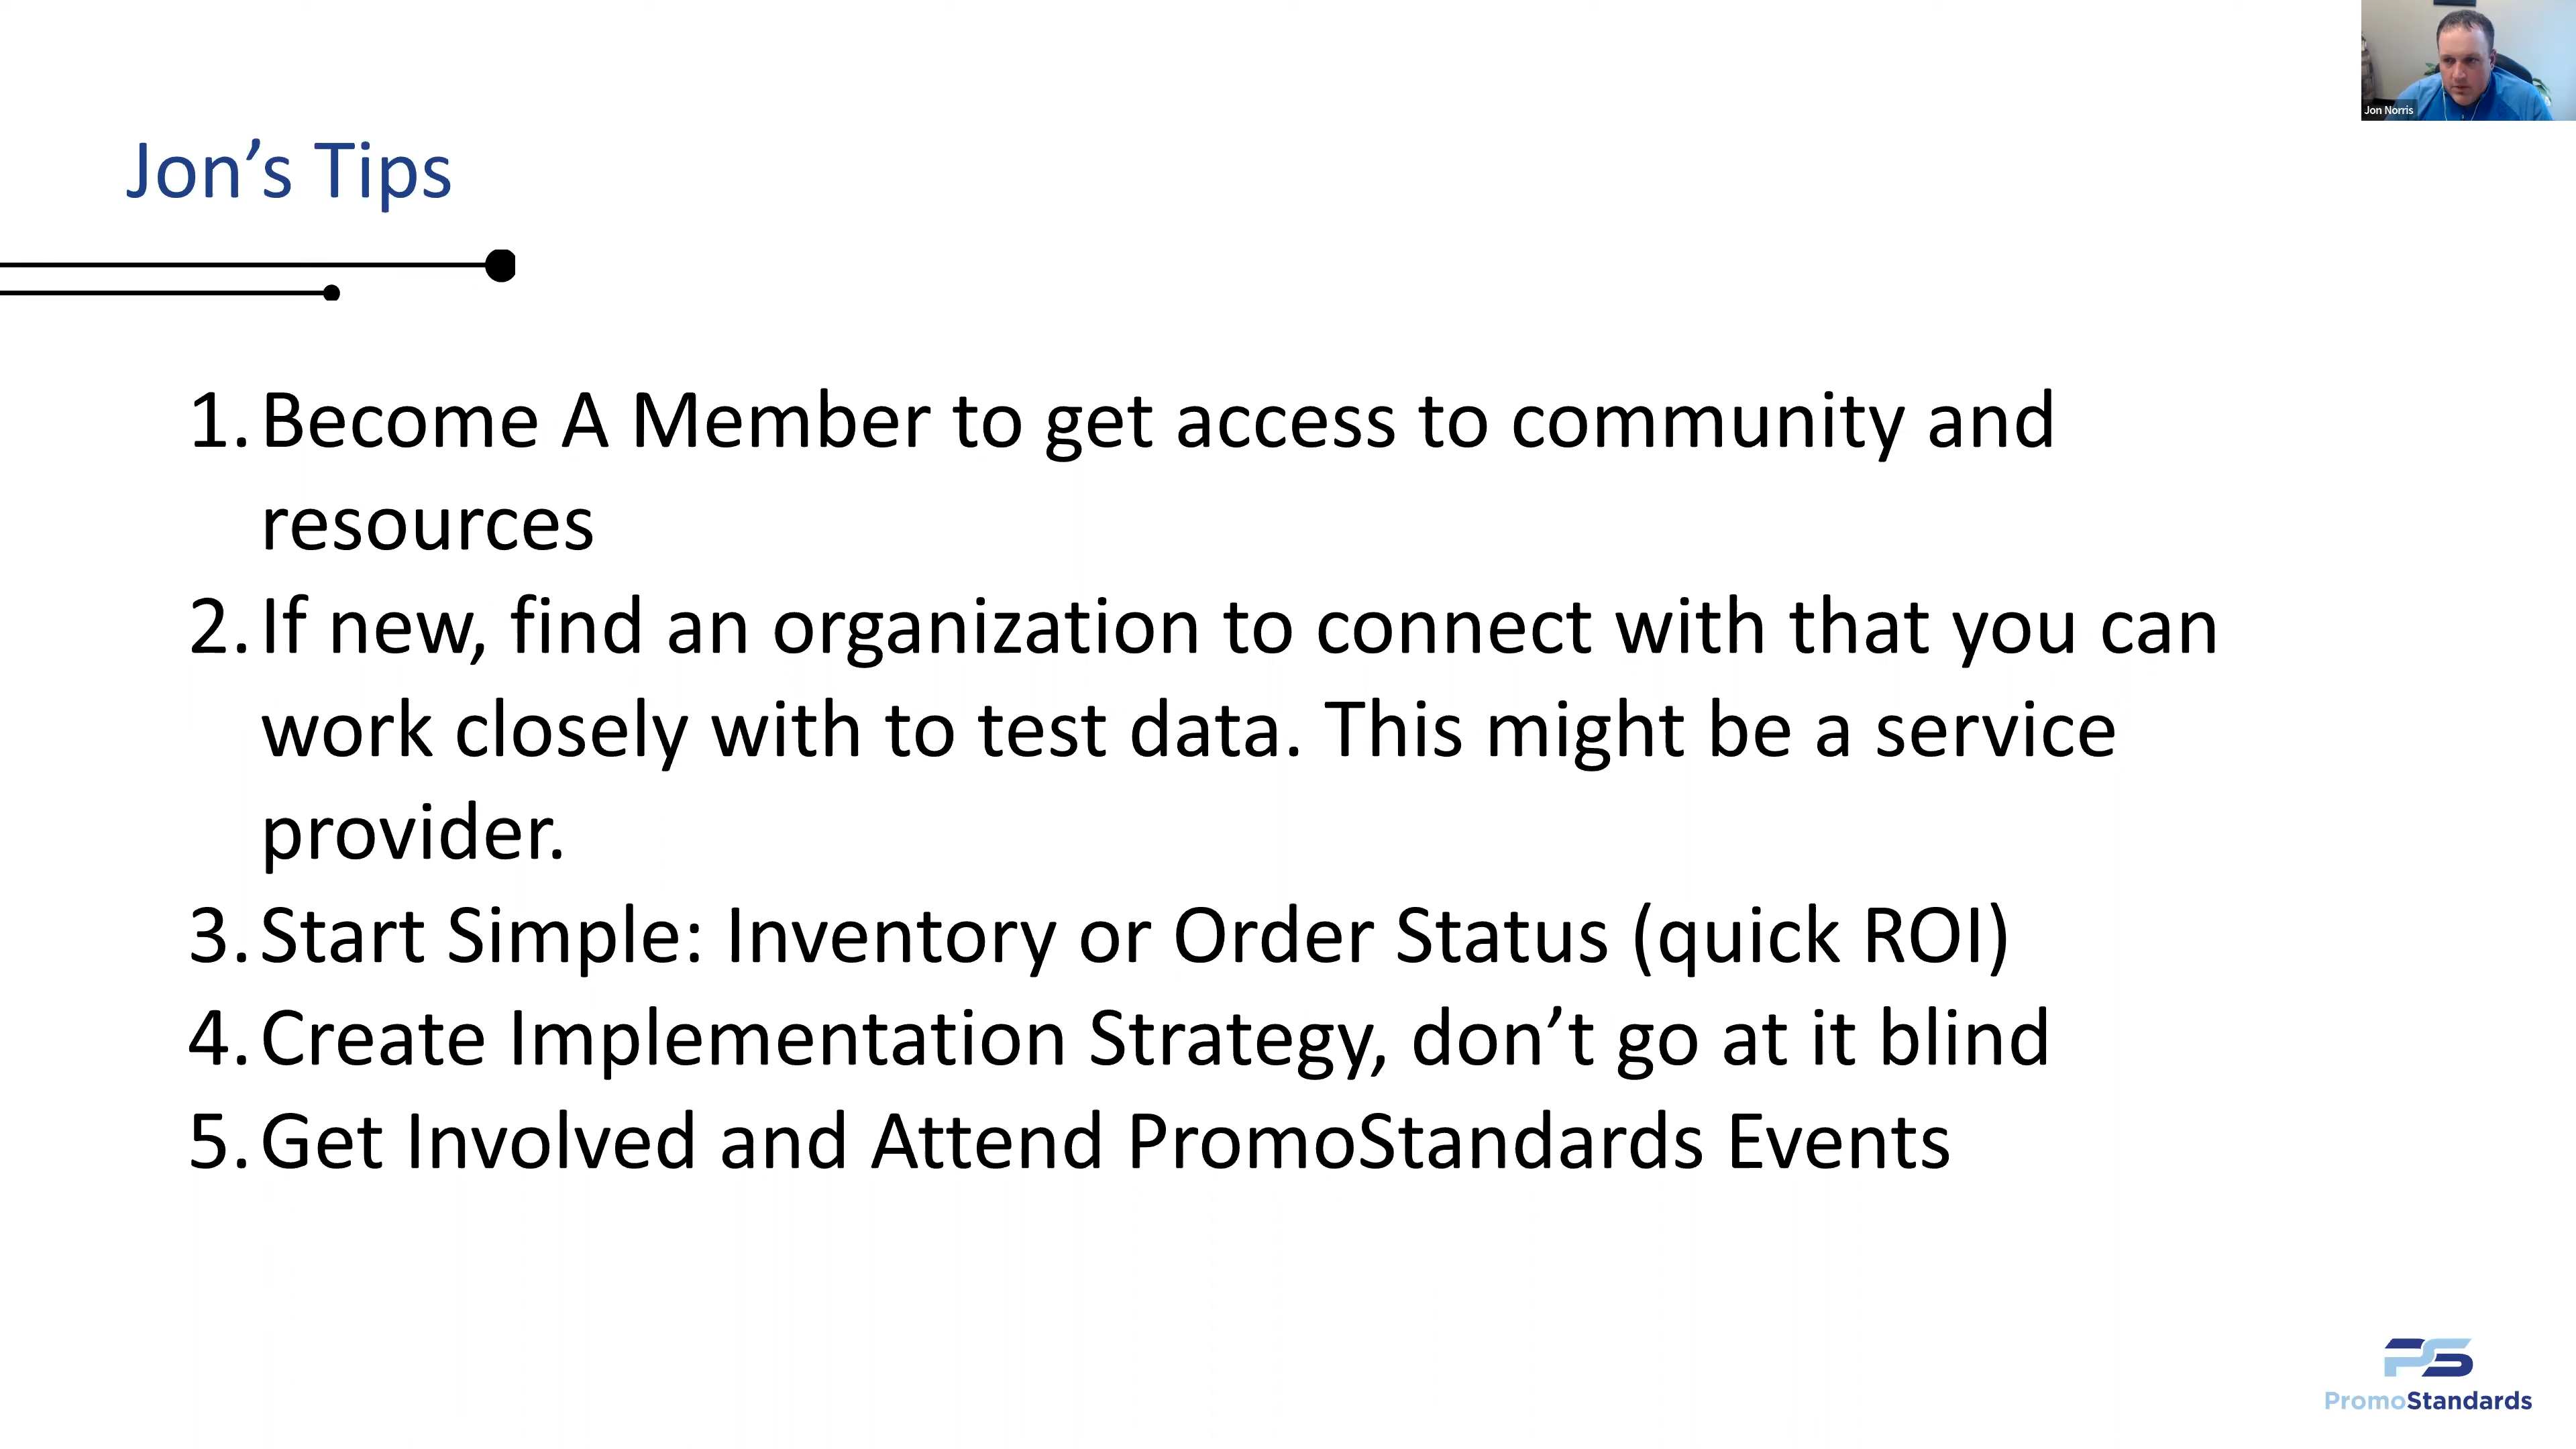 Jon Norris
Jon’s Tips
1. Become A Member to get access to community and
resources
2. If new, find an organization to connect with that you can
work closely with to test data. This might be a service
provider.
3. Start Simple: Inventory or Order Status (quick ROI)
4. Create Implementation Strategy, don’t go at it blind
5. Get Involved and Attend PromoStandards Events
PS
PromoStandards